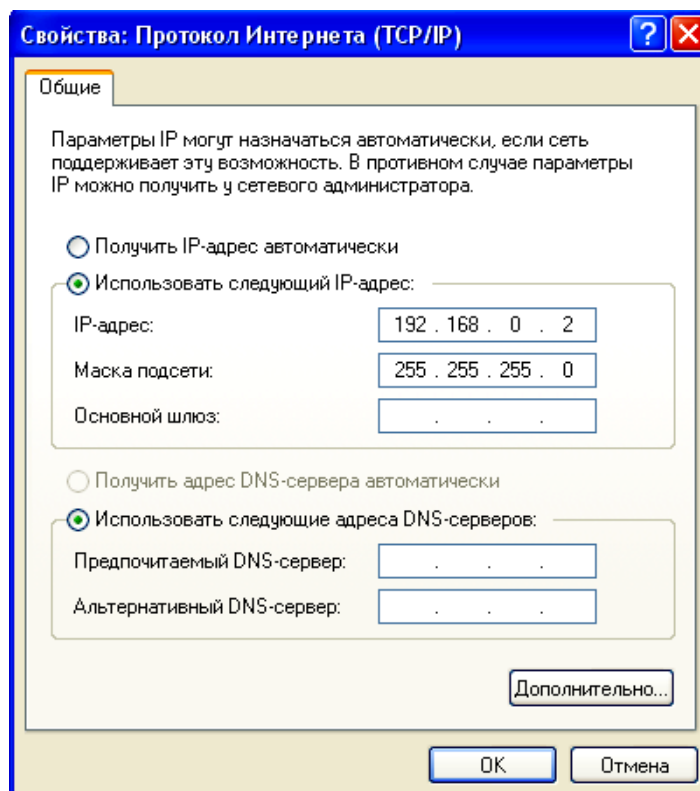 Свойства: Протокол Интернета (TCP/IP)
Общие
Параметры IP могут назначаться автоматически, если сеть
поддерживает эту возможность. В противном случае параметры
IP можно получить у сетевого администратора.
Получить IP-адрес автоматически
Использовать следующий IP-адрес:
IP-адрес: 192 . 168 . 0 . 2
Маска подсети: 255 . 255 . 255 . 0
Основной шлюз: . . .
Получить адрес DNS-сервера автоматически
Использовать следующие адреса DNS-серверов:
Предпочитаемый DNS-сервер: . . .
Альтернативный DNS-сервер: . . .
Дополнительно...
OK Отмена